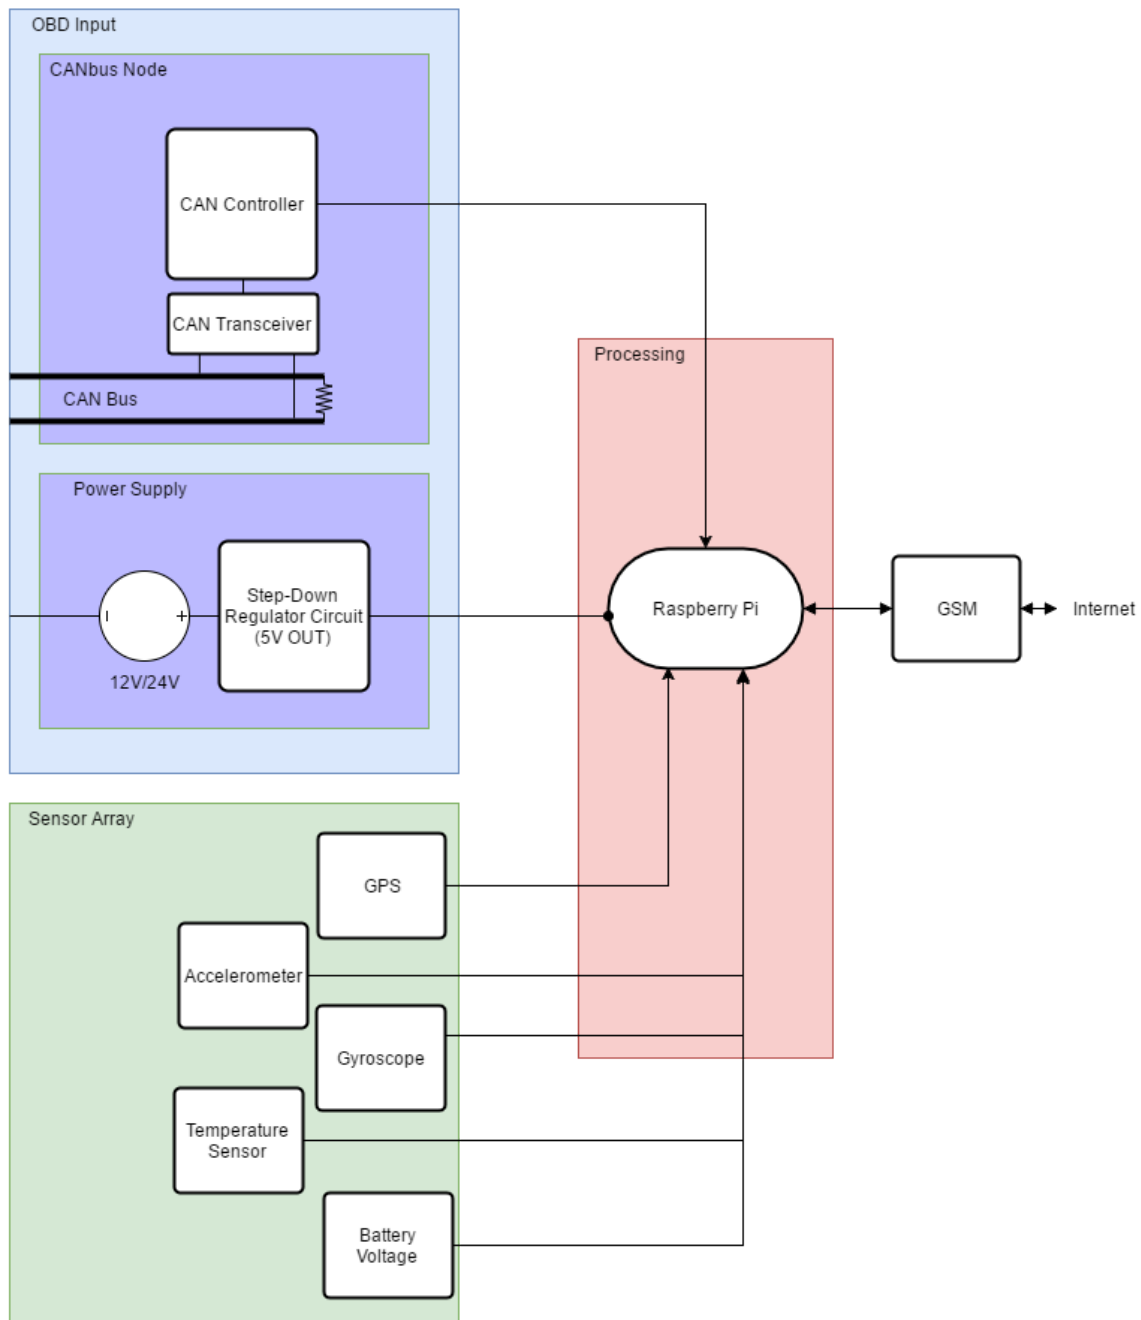 OBD Input
CANbus Node
CAN Controller
CAN Transceiver
CAN Bus
Processing
Power Supply
Step-Down
Regulator Circuit
(5V OUT)
12V/24V
Raspberry Pi
GSM
Internet
Sensor Array
GPS
Accelerometer
Gyroscope
Temperature
Sensor
Battery
Voltage